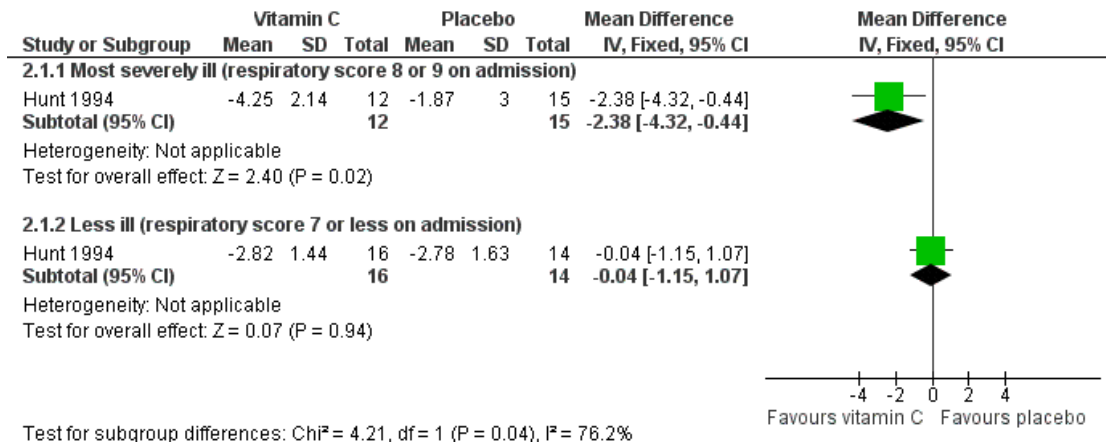 Vitamin C Placebo Mean Difference Mean Difference
Study or Subgroup Mean SD Total Mean SD Total IV, Fixed, 95% CI IV, Fixed, 95% CI
2.1.1 Most severely ill (respiratory score 8 or 9 on admission)
Hunt 1994 -4.25 2.14 12 -1.87 3 15 -2.38 [-4.32, -0.44]
Subtotal (95% CI) 12 15 -2.38 [-4.32, -0.44]
Heterogeneity: Not applicable
Test for overall effect: Z = 2.40 (P = 0.02)
2.1.2 Less ill (respiratory score 7 or less on admission)
Hunt 1994 -2.82 1.44 16 -2.78 1.63 14 -0.04 [-1.15, 1.07]
Subtotal (95% CI) 16 14 -0.04 [-1.15, 1.07]
Heterogeneity: Not applicable
Test for overall effect: Z = 0.07 (P = 0.94)
-4 -2 0 2 4
Favours vitamin C Favours placebo
Test for subgroup differences: Chi² = 4.21, df = 1 (P = 0.04), I² = 76.2%